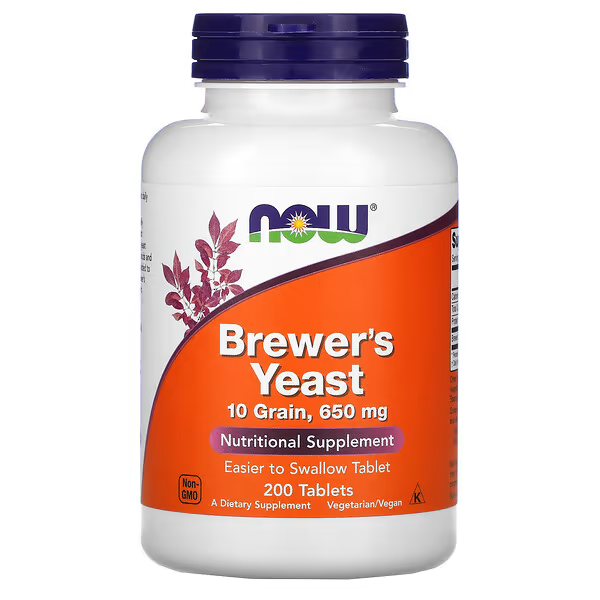 now®
Brewer's
Yeast
10 Grain, 650 mg
Nutritional Supplement
Easier to Swallow Tablet
200 Tablets
Non-
GMO
A Dietary Supplement Vegetarian/Vegan
K